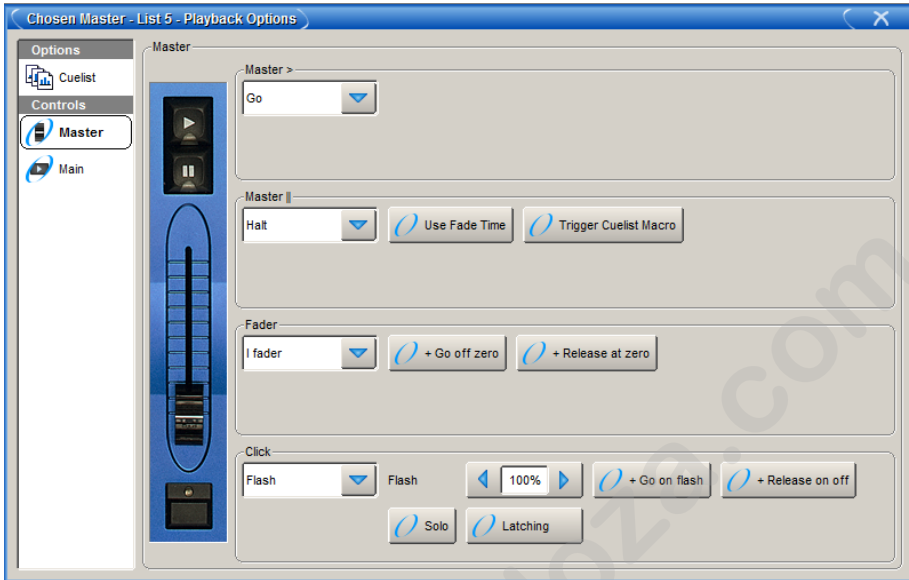 Chosen Master - List 5 - Playback Options
Options
Cuelist
Controls
Master
Main
Master
Master >
Go
Master ||
Halt
Use Fade Time
Trigger Cuelist Macro
Fader
I fader
+ Go off zero
+ Release at zero
Click
Flash
Flash
100%
+ Go on flash
+ Release on off
Solo
Latching
oza.com